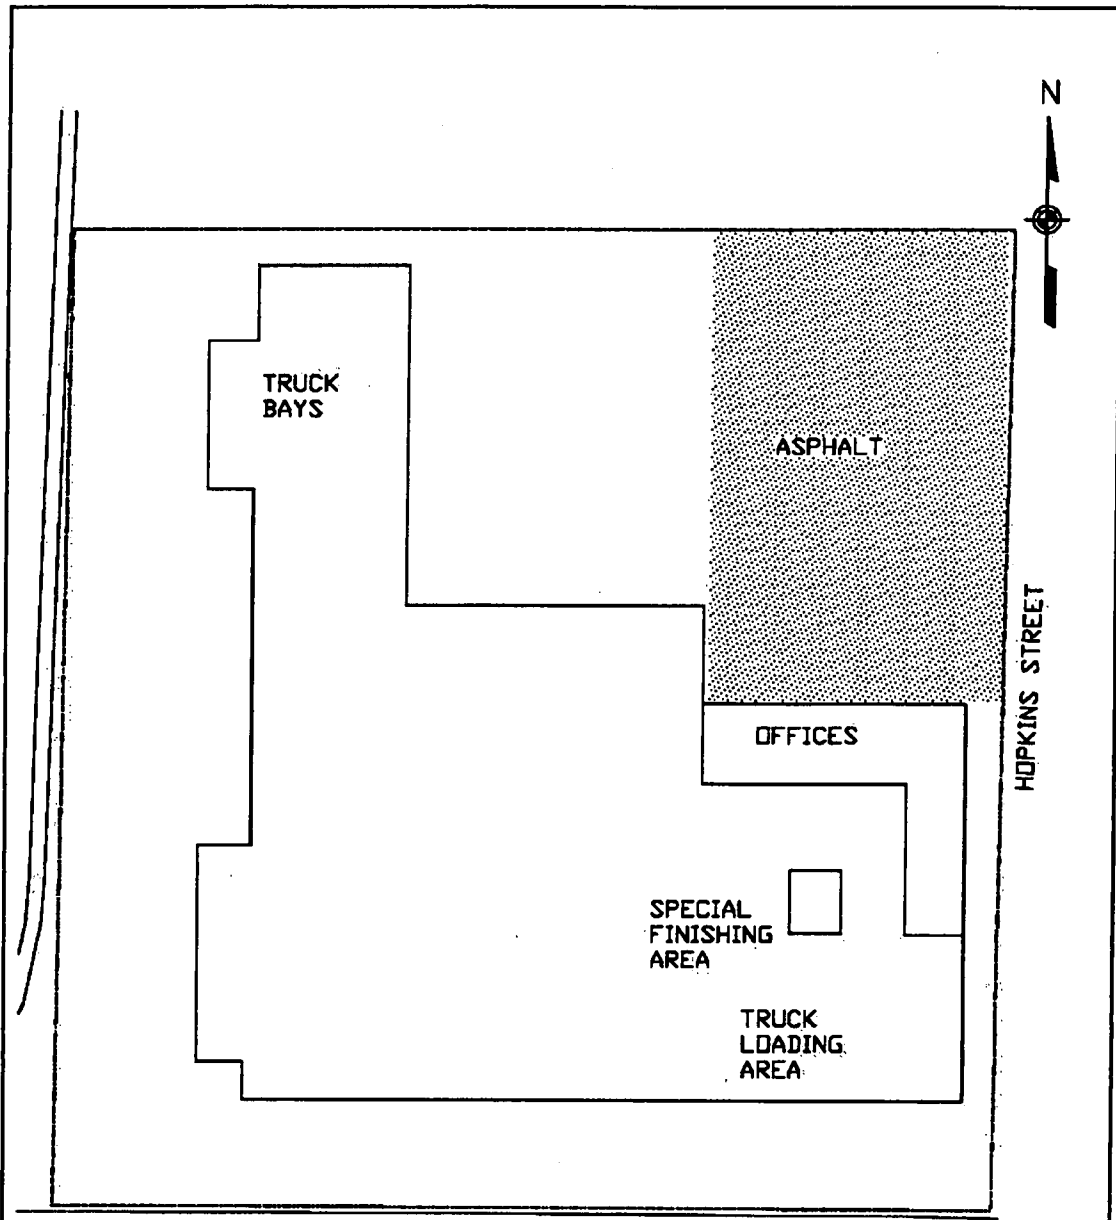 N
TRUCK
BAYS
ASPHALT
HOPKINS STREET
OFFICES
SPECIAL
FINISHING
AREA
TRUCK
LOADING
AREA